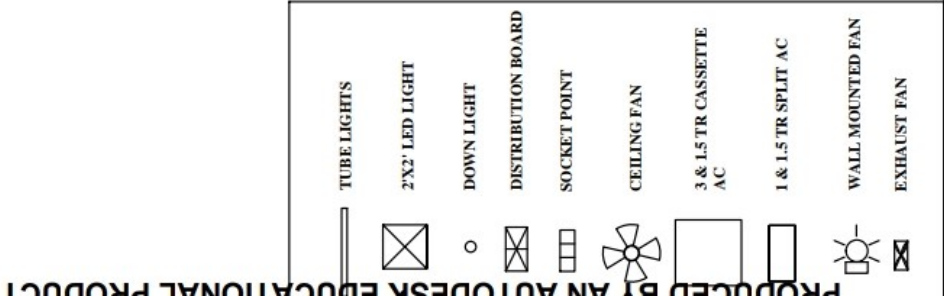 TUBE LIGHTS
2'X2' LED LIGHT
DOWN LIGHT
DISTRIBUTION BOARD
SOCKET POINT
CEILING FAN
3 & 1.5 TR CASSETTE
AC
1 & 1.5 TR SPLIT AC
WALL MOUNTED FAN
EXHAUST FAN
PRODUCED BY AN AUTODESK EDUCATIONAL PRODUCT